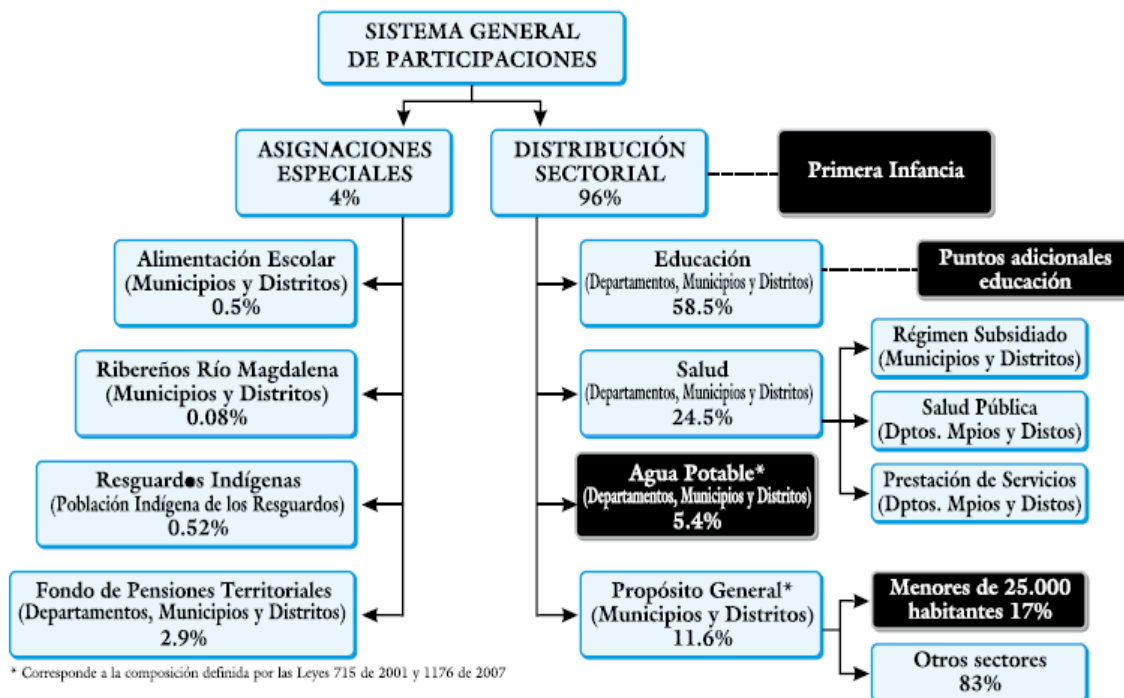 SISTEMA GENERAL
DE PARTICIPACIONES
ASIGNACIONES
ESPECIALES
4%
DISTRIBUCIÓN
SECTORIAL
96%
Primera Infancia
Alimentación Escolar
(Municipios y Distritos)
0.5%
Ribereños Río Magdalena
(Municipios y Distritos)
0.08%
Resguardos Indígenas
(Población Indígena de los Resguardos)
0.52%
Fondo de Pensiones Territoriales
(Departamentos, Municipios y Distritos)
2.9%
Educación
(Departamentos, Municipios y Distritos)
58.5%
Puntos adicionales
educación
Salud
(Departamentos, Municipios y Distritos)
24.5%
Régimen Subsidiado
(Municipios y Distritos)
Salud Pública
(Dptos. Mpios y Distos)
Prestación de Servicios
(Dptos. Mpios y Distos)
Agua Potable*
(Departamentos, Municipios y Distritos)
5.4%
Propósito General*
(Municipios y Distritos)
11.6%
Menores de 25.000
habitantes 17%
Otros sectores
83%
* Corresponde a la composición definida por las Leyes 715 de 2001 y 1176 de 2007